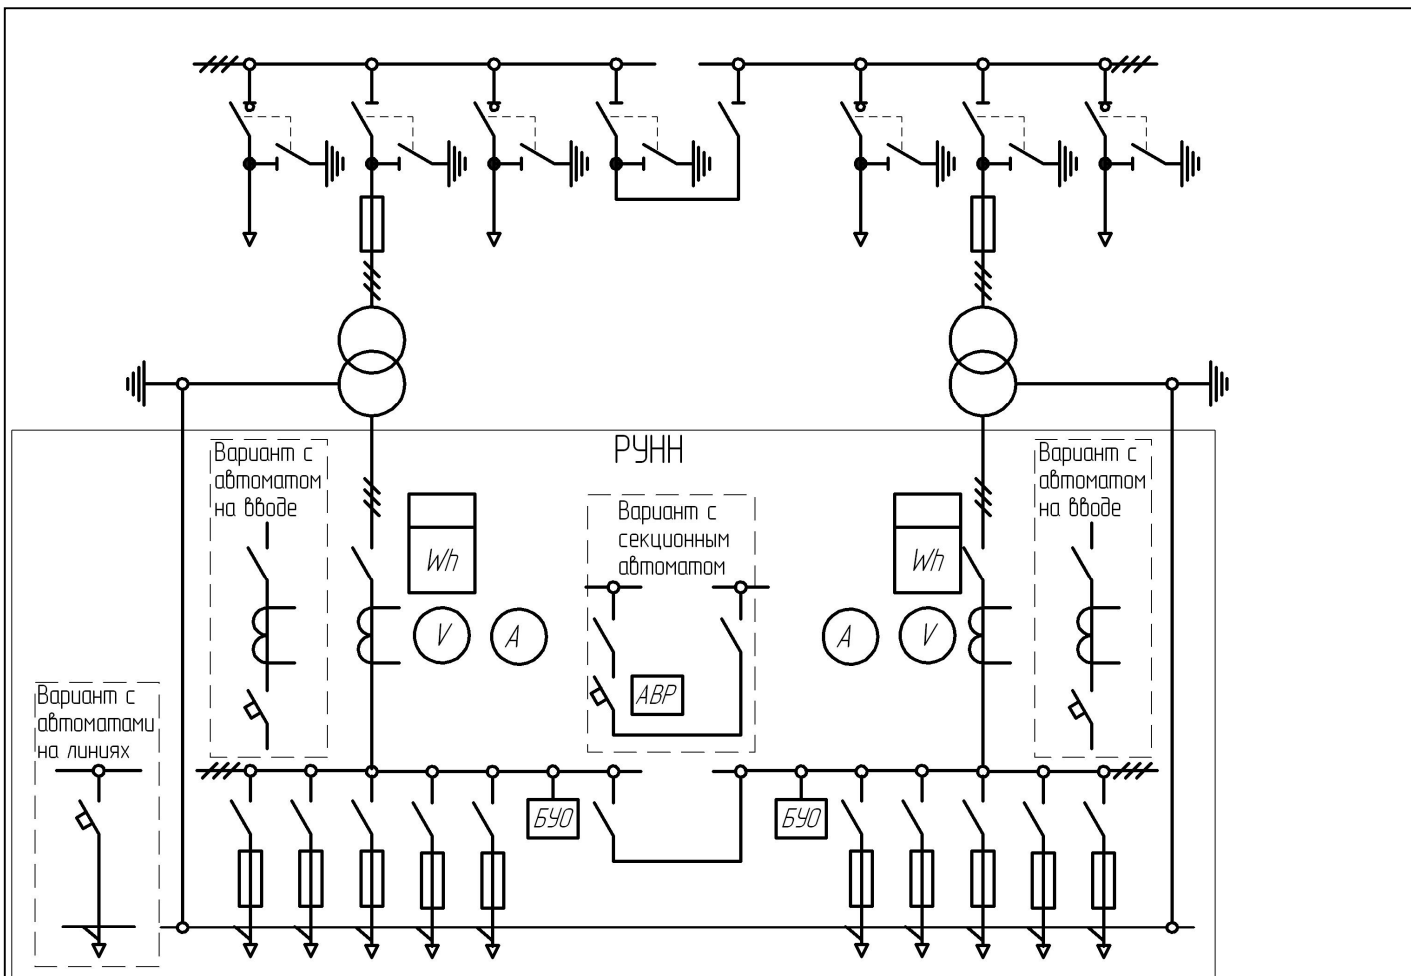 РУНН
Вариант с
автоматом
на вводе
Вариант с
секционным
автоматом
Вариант с
автоматом
на вводе
Wh
Wh
V
A
A
V
АВР
Вариант с
автоматами
на линиях
БУО
БУО